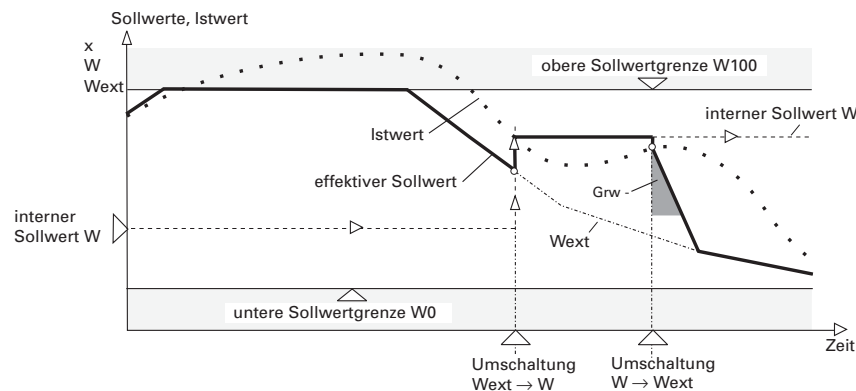 Sollwerte, Istwert
x
W
Wext
obere Sollwertgrenze W100
interner Sollwert W
Istwert
effektiver Sollwert
Grw
interner
Sollwert W
Wext
untere Sollwertgrenze W0
Zeit
Umschaltung
Wext → W
Umschaltung
W → Wext